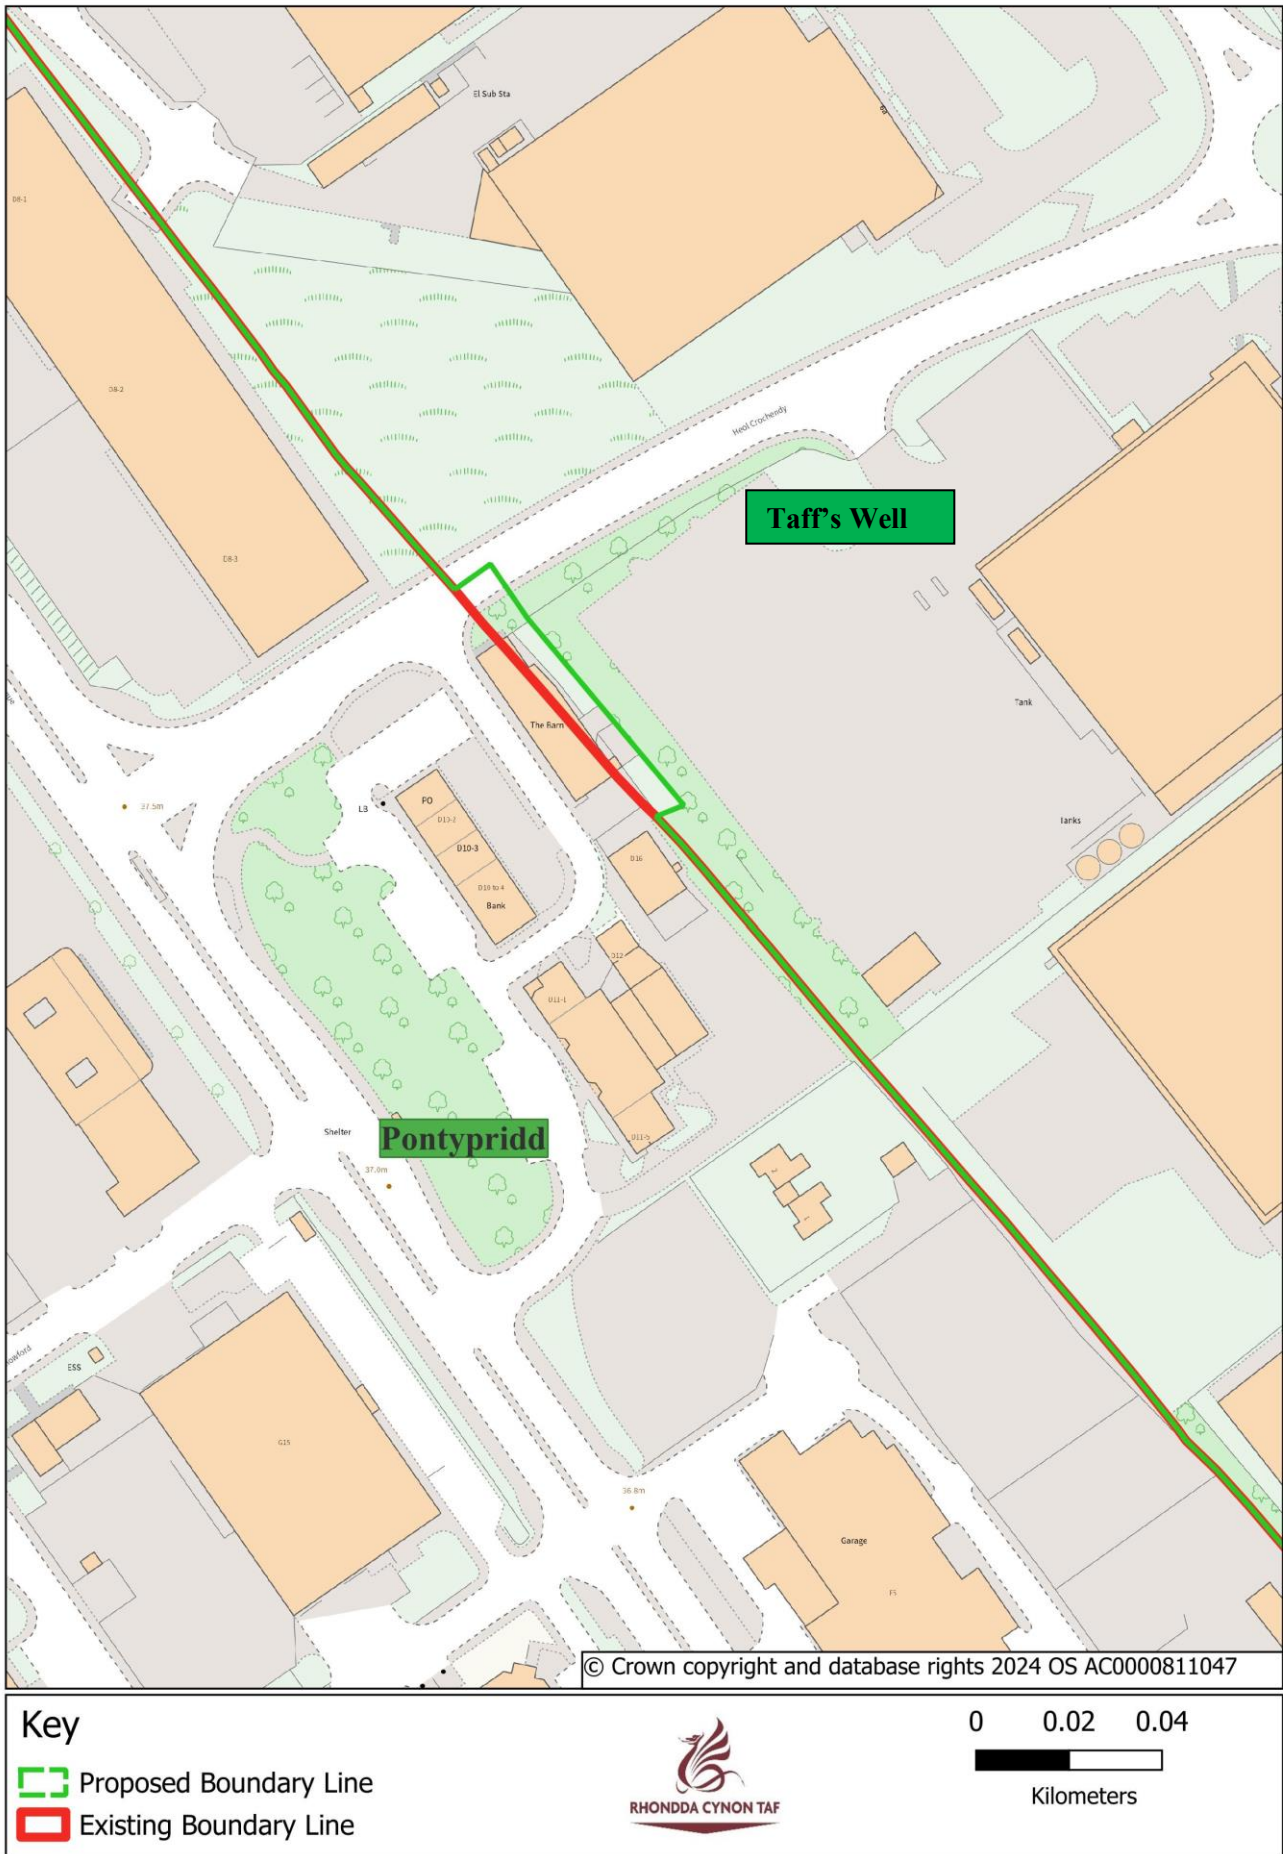 El Sub Sta
D8-1
D8-2
Heol Crochendy
Taff's Well
D8-3
Tank
The Barn
37.5m
LB
PO
D10-2
D10-3
D10 to 4
Bank
Tanks
D16
D12
D11-1
Shelter
Pontypridd
D11-5
37.0m
ESS
G15
36.8m
Garage
F5
© Crown copyright and database rights 2024 OS AC0000811047
Key
Proposed Boundary Line
Existing Boundary Line
RHONDDA CYNON TAF
0 0.02 0.04
Kilometers